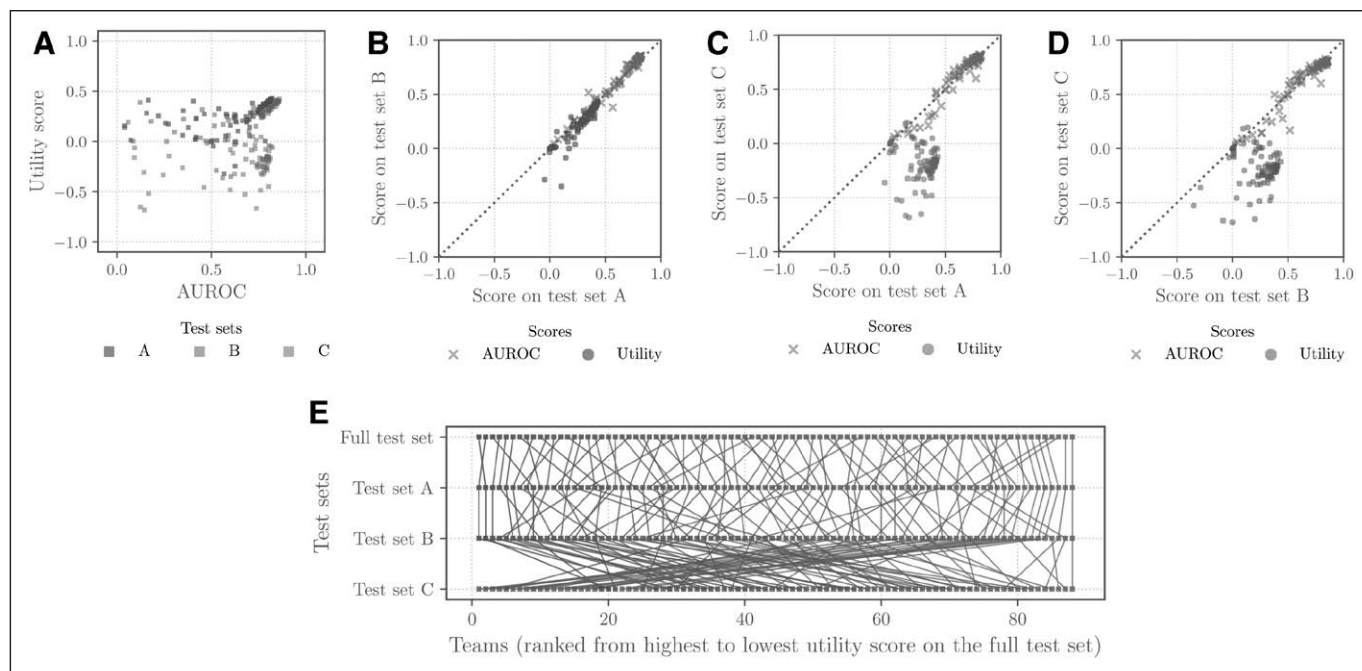 A
1.0
0.5
0.0
−0.5
−1.0
Utility score
0.0
0.5
1.0
AUROC
Test sets
A
B
C
B
1.0
0.5
0.0
−0.5
−1.0
Score on test set B
−1.0
−0.5
0.0
0.5
1.0
Score on test set A
Scores
AUROC
Utility
C
1.0
0.5
0.0
−0.5
−1.0
Score on test set C
−1.0
−0.5
0.0
0.5
1.0
Score on test set A
Scores
AUROC
Utility
D
1.0
0.5
0.0
−0.5
−1.0
Score on test set C
−1.0
−0.5
0.0
0.5
1.0
Score on test set B
Scores
AUROC
Utility
E
Full test set
Test set A
Test set B
Test set C
Test sets
0
20
40
60
80
Teams (ranked from highest to lowest utility score on the full test set)